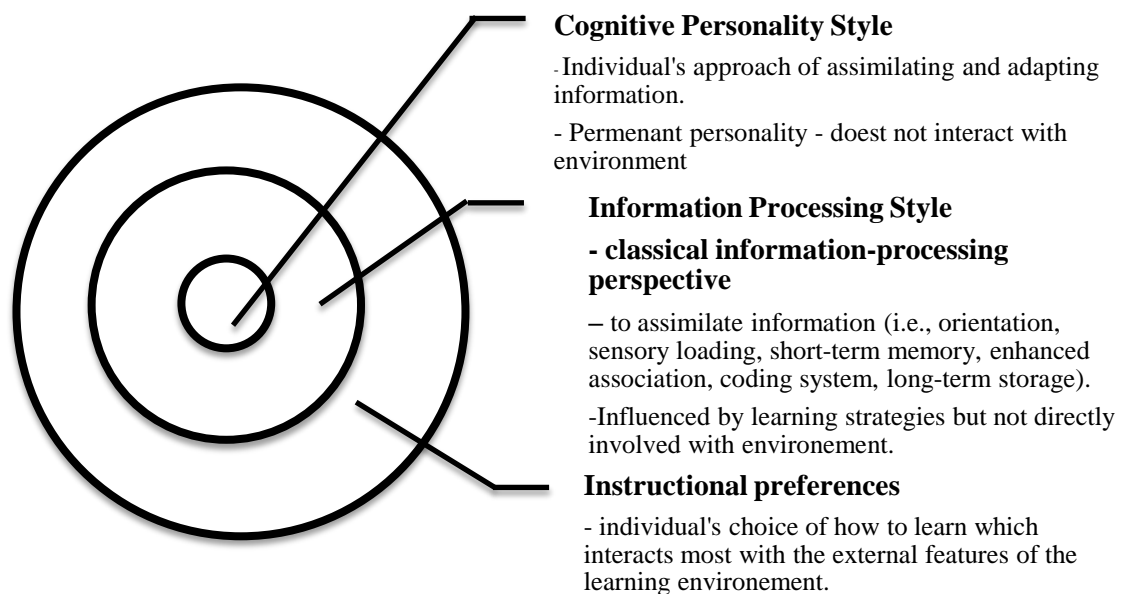 Cognitive Personality Style
- Individual's approach of assimilating and adapting
information.
- Permenant personality - doest not interact with
environment
Information Processing Style
- classical information-processing
perspective
– to assimilate information (i.e., orientation,
sensory loading, short-term memory, enhanced
association, coding system, long-term storage).
-Influenced by learning strategies but not directly
involved with environement.
Instructional preferences
- individual's choice of how to learn which
interacts most with the external features of the
learning environement.